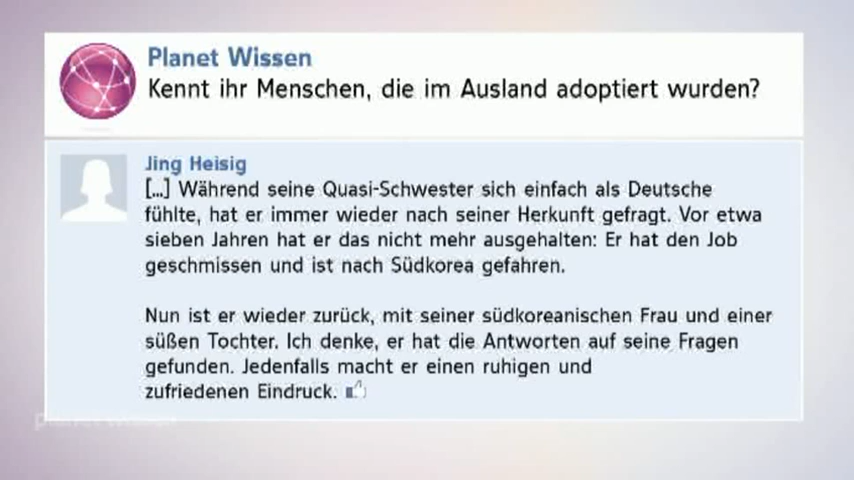 Planet Wissen
Kennt ihr Menschen, die im Ausland adoptiert wurden?
Jing Heisig
[...] Während seine Quasi-Schwester sich einfach als Deutsche
fühlte, hat er immer wieder nach seiner Herkunft gefragt. Vor etwa
sieben Jahren hat er das nicht mehr ausgehalten: Er hat den Job
geschmissen und ist nach Südkorea gefahren.
Nun ist er wieder zurück, mit seiner südkoreanischen Frau und einer
süßen Tochter. Ich denke, er hat die Antworten auf seine Fragen
gefunden. Jedenfalls macht er einen ruhigen und
zufriedenen Eindruck.
planet wissen